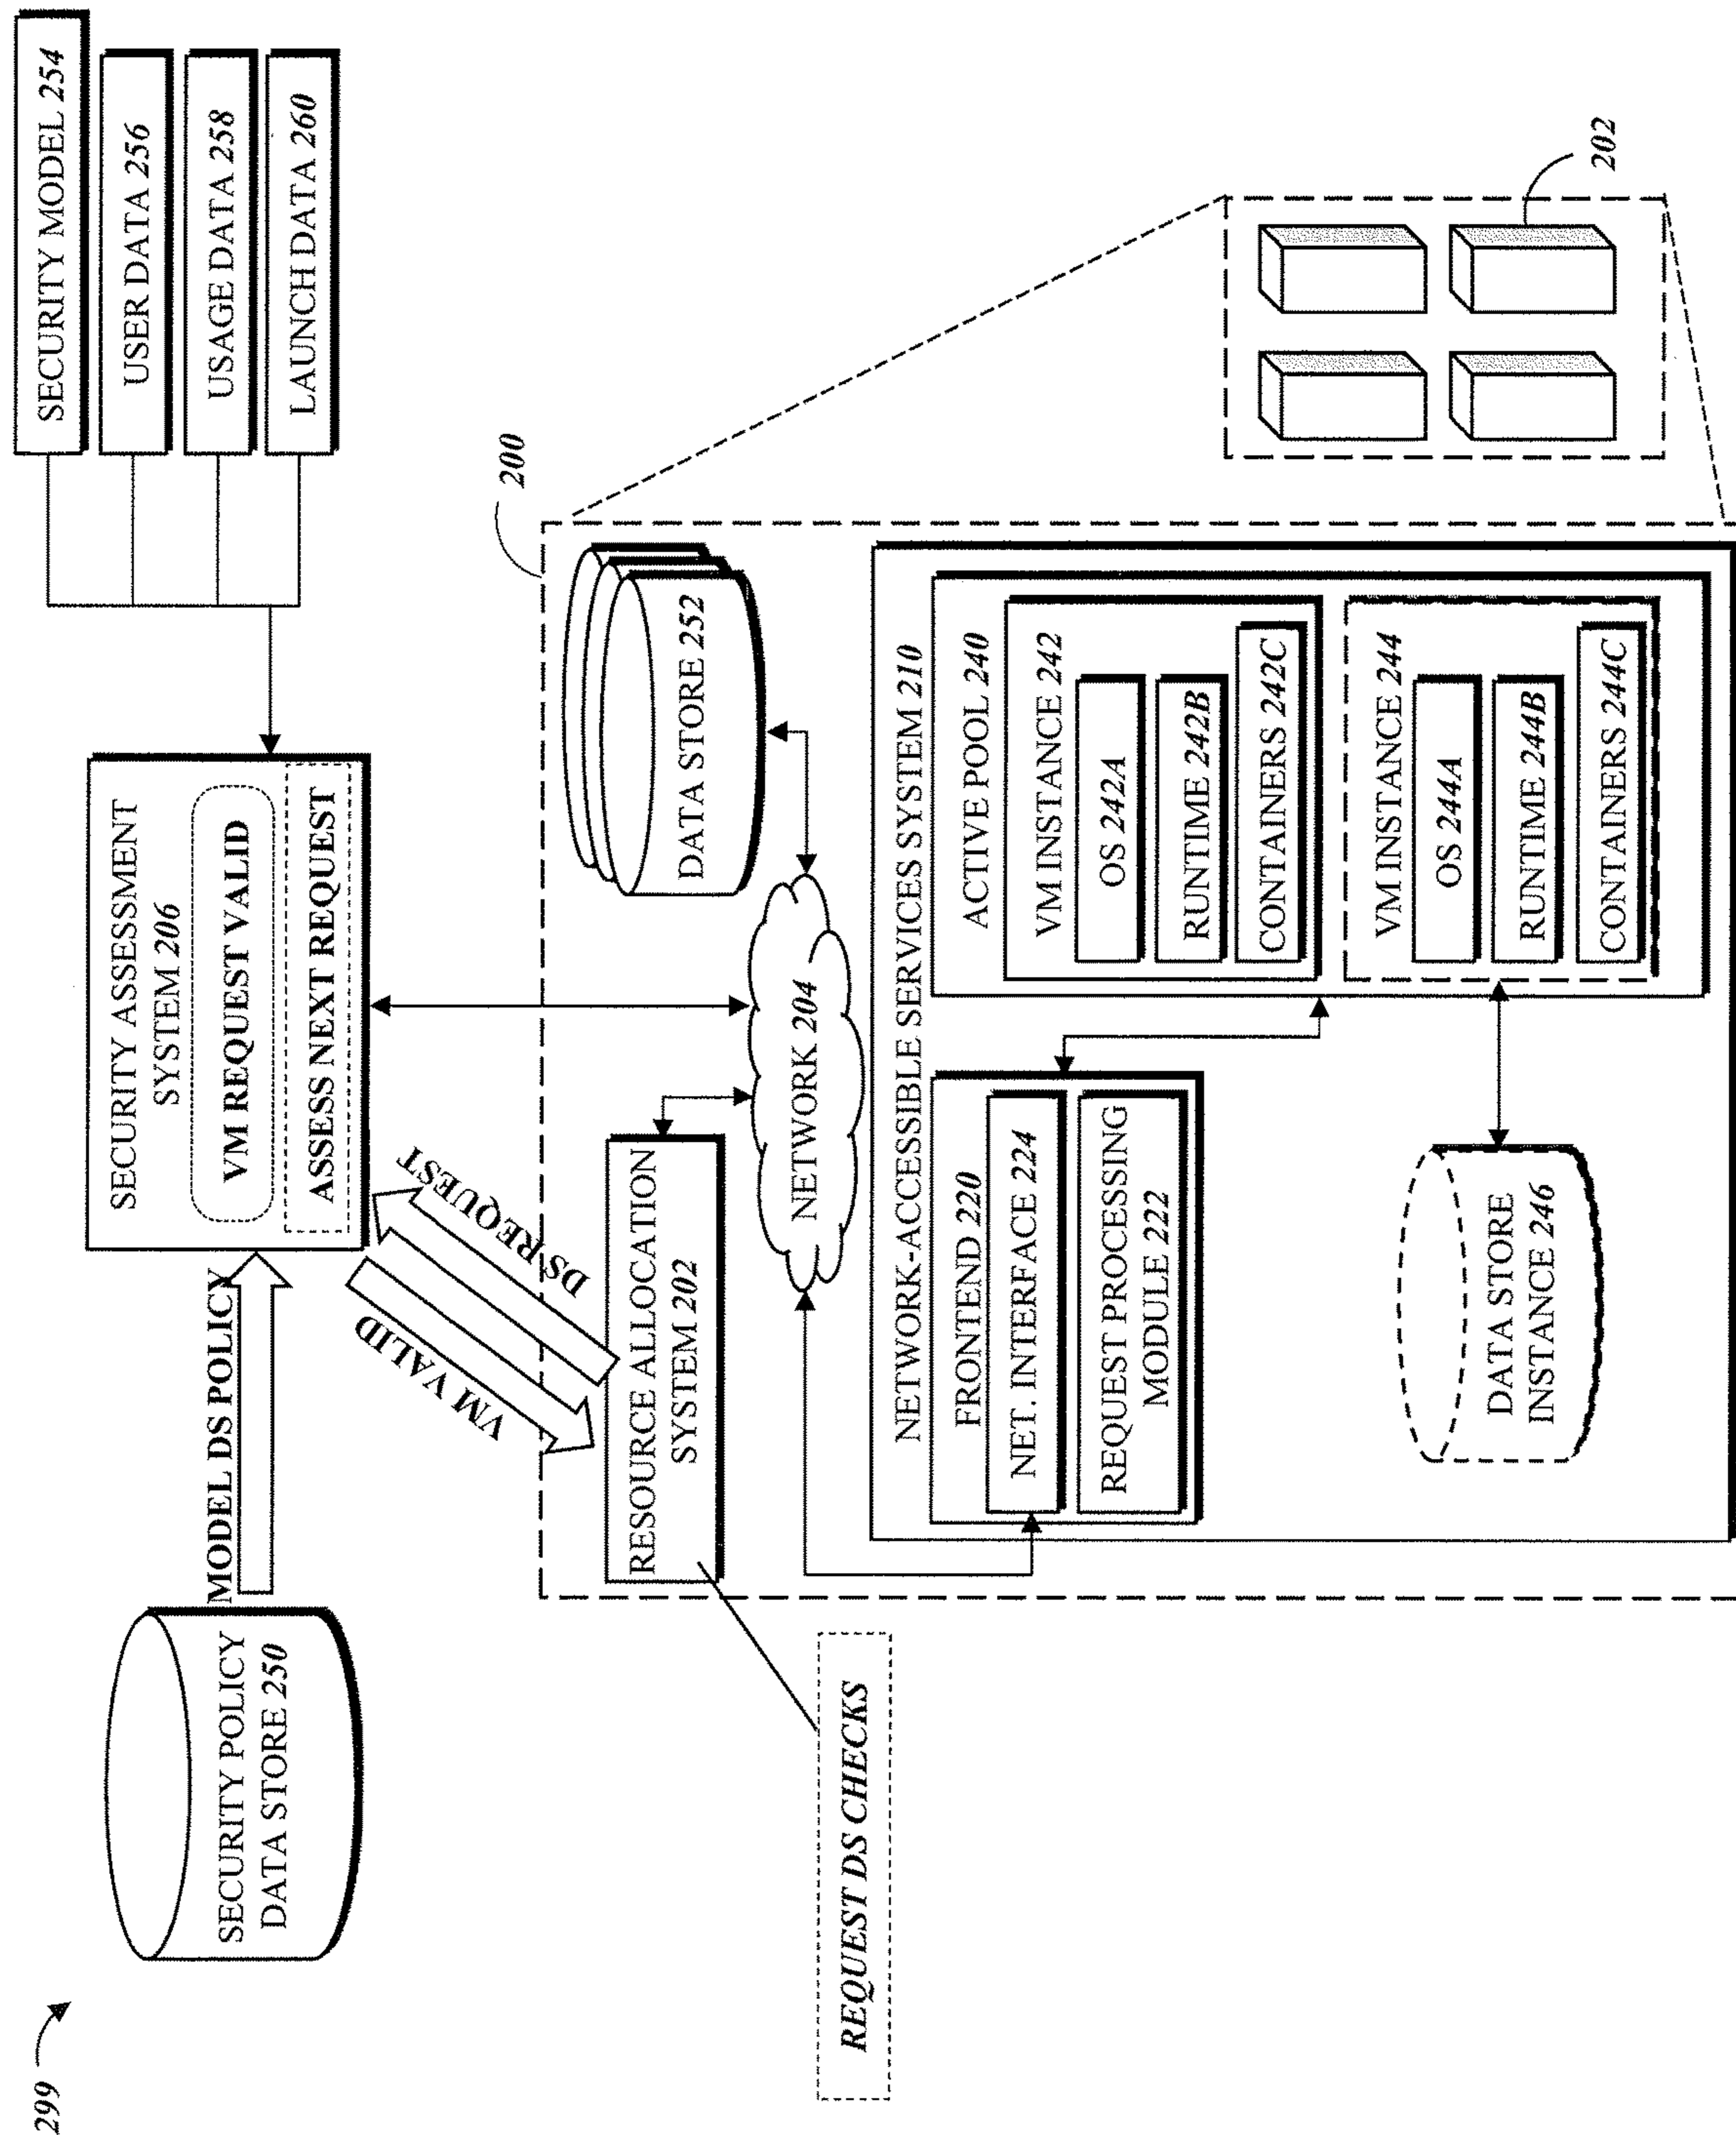 299
SECURITY POLICY
DATA STORE 250
MODEL DS POLICY
SECURITY ASSESSMENT
SYSTEM 206
VM REQUEST VALID
ASSESS NEXT REQUEST
SECURITY MODEL 254
USER DATA 256
USAGE DATA 258
LAUNCH DATA 260
VM VALID
DS REQUEST
200
RESOURCE ALLOCATION
SYSTEM 202
REQUEST DS CHECKS
NETWORK 204
DATA STORE 252
NETWORK-ACCESSIBLE SERVICES SYSTEM 210
FRONTEND 220
NET. INTERFACE 224
REQUEST PROCESSING
MODULE 222
ACTIVE POOL 240
VM INSTANCE 242
OS 242A
RUNTIME 242B
CONTAINERS 242C
VM INSTANCE 244
OS 244A
RUNTIME 244B
CONTAINERS 244C
DATA STORE
INSTANCE 246
202